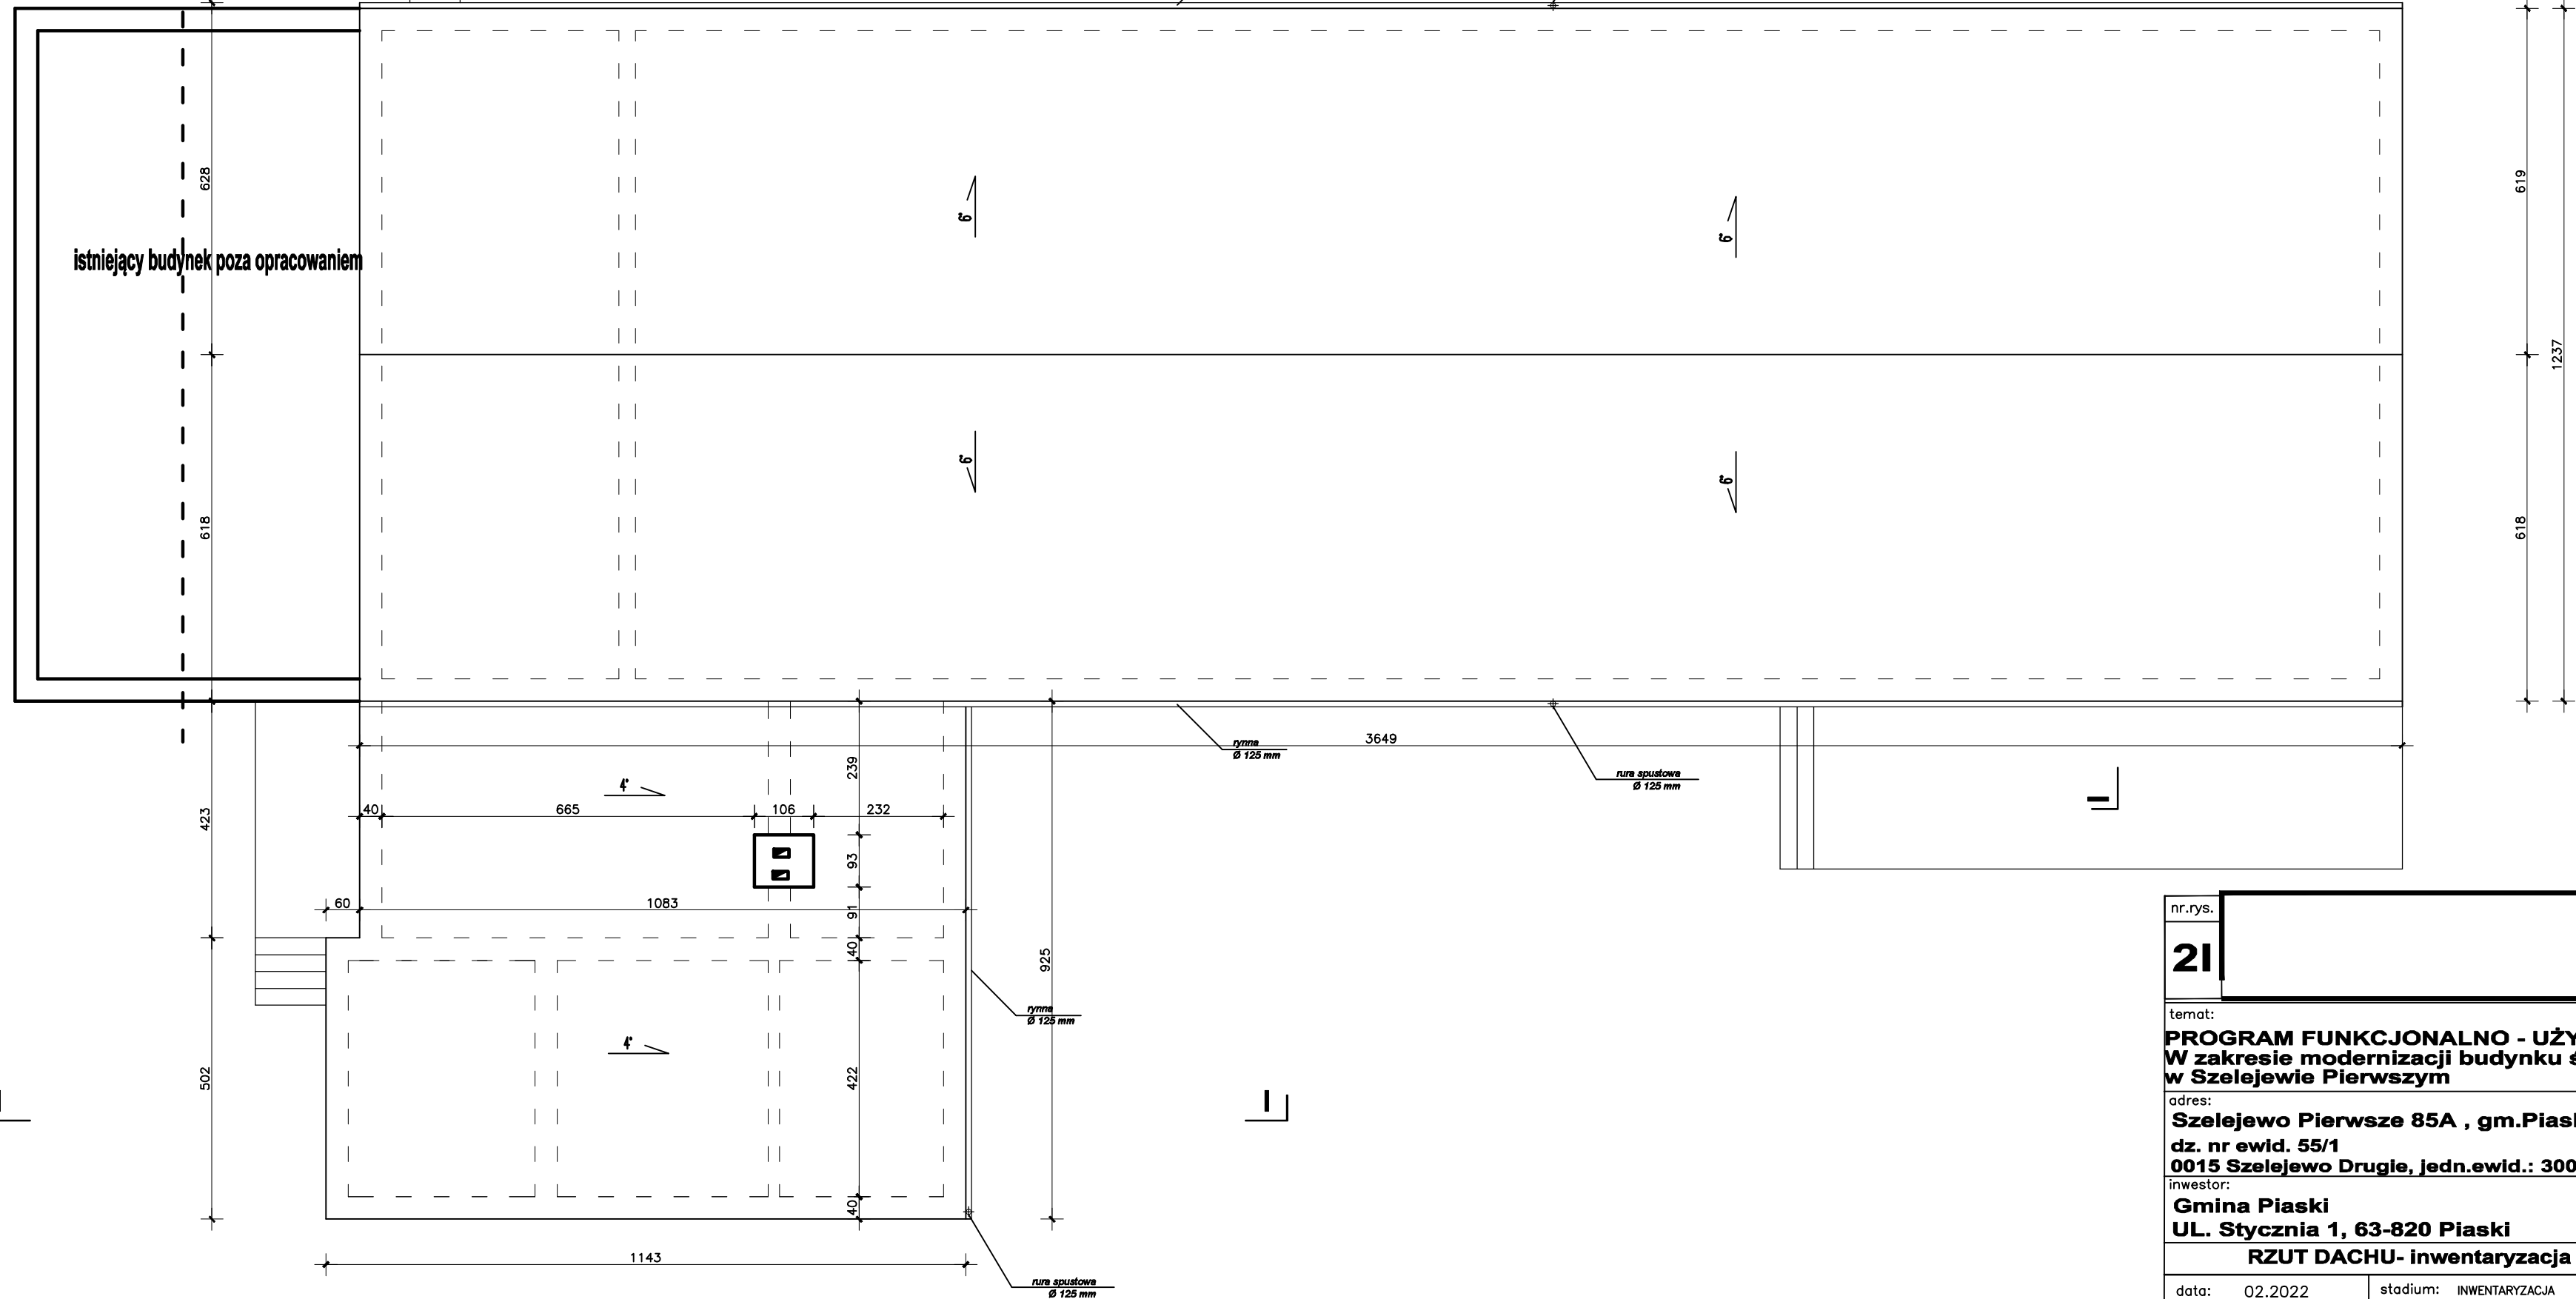 628
istniejący budynek poza opracowaniem
618
423
502
6°
6°
6°
6°
619
618
1237
rynna
Ø 125 mm
3649
rura spustowa
Ø 125 mm
4°
40
665
106
232
239
93
91
40
422
40
60
1083
925
rynna
Ø 125 mm
4°
1143
rura spustowa
Ø 125 mm
I
I
nr.rys.
2I
temat:
PROGRAM FUNKCJONALNO - UŻY
W zakresie modernizacji budynku ś
w Szelejewie Pierwszym
adres:
Szelejewo Pierwsze 85A , gm.Piask
dz. nr ewid. 55/1
0015 Szelejewo Drugie, jedn.ewid.: 300
inwestor:
Gmina Piaski
UL. Stycznia 1, 63-820 Piaski
RZUT DACHU- inwentaryzacja
data: 02.2022
stadium: INWENTARYZACJA